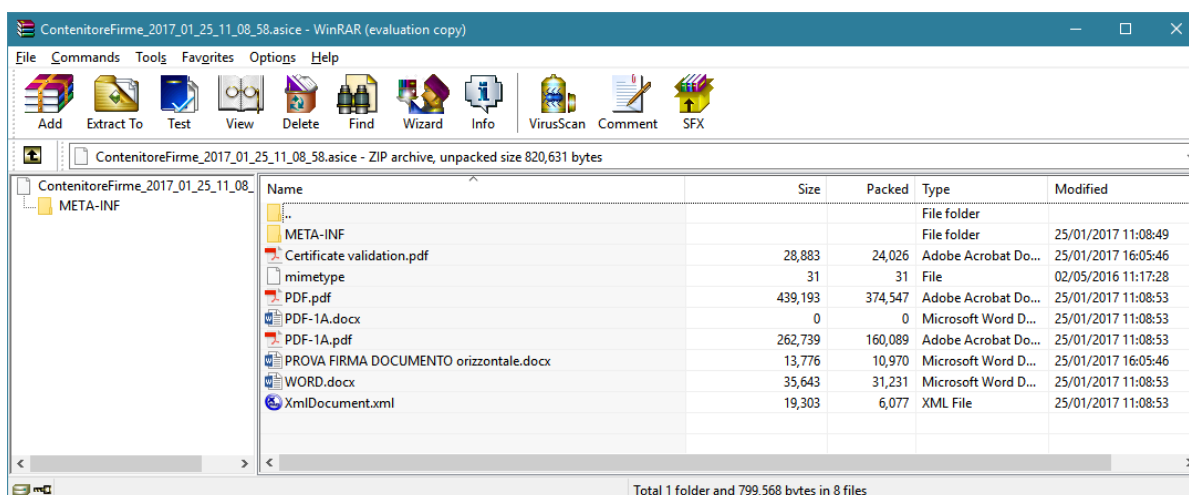 ContenitoreFirme_2017_01_25_11_08_58.asice - WinRAR (evaluation copy)
File Commands Tools Favorites Options Help
Add Extract To Test View Delete Find Wizard Info VirusScan Comment SFX
ContenitoreFirme_2017_01_25_11_08_58.asice - ZIP archive, unpacked size 820,631 bytes
ContenitoreFirme_2017_01_25_11_08_
META-INF
Name Size Packed Type Modified
.. File folder
META-INF File folder 25/01/2017 11:08:49
Certificate validation.pdf 28,883 24,026 Adobe Acrobat Do... 25/01/2017 16:05:46
mimetype 31 31 File 02/05/2016 11:17:28
PDF.pdf 439,193 374,547 Adobe Acrobat Do... 25/01/2017 11:08:53
PDF-1A.docx 0 0 Microsoft Word D... 25/01/2017 11:08:53
PDF-1A.pdf 262,739 160,089 Adobe Acrobat Do... 25/01/2017 11:08:53
PROVA FIRMA DOCUMENTO orizzontale.docx 13,776 10,970 Microsoft Word D... 25/01/2017 16:05:46
WORD.docx 35,643 31,231 Microsoft Word D... 25/01/2017 11:08:53
XmlDocument.xml 19,303 6,077 XML File 25/01/2017 11:08:53
Total 1 folder and 799,568 bytes in 8 files